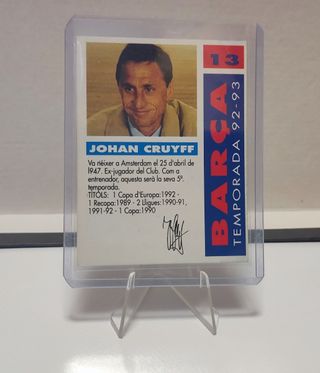 13
BARÇA
TEMPORADA 92-93
JOHAN CRUYFF
Va néixer a Amsterdam el 25 d'abril de
1947. Ex-jugador del Club. Com a
entrenador, aquesta serà la seva 5ª.
temporada.
TITOLS: 1 Copa d'Europa:1992 -
1 Recopa:1989 - 2 Lligues:1990-91,
1991-92 - 1 Copa:1990